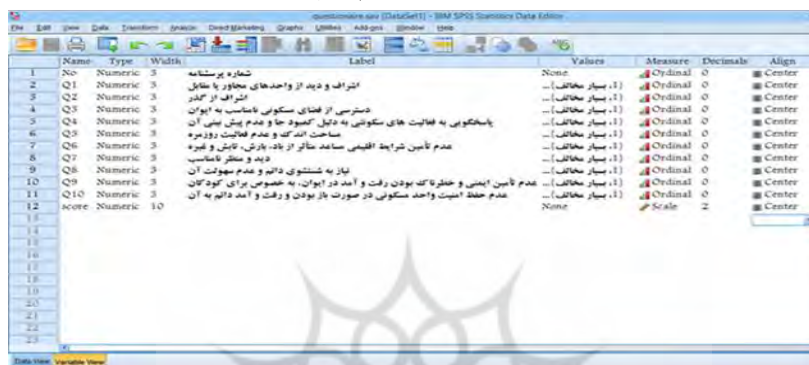 questionnaire.sav [DataSet1] - IBM SPSS Statistics Data Editor
File Edit View Data Transform Analyze Direct Marketing Graphs Utilities Add-ons Window Help
Name Type Width Label Values Measure Decimals Align
1 No Numeric 3 شماره پرسشنامه None Ordinal 0 Center
2 Q1 Numeric 3 اشراف و دید از واحدهای مجاور یا مقابل {1، بسیار مخالف}... Ordinal 0 Center
3 Q2 Numeric 3 اشراف از گذر {1، بسیار مخالف}... Ordinal 0 Center
4 Q3 Numeric 3 دسترسی از فضای سکونی نامناسب به ایوان {1، بسیار مخالف}... Ordinal 0 Center
5 Q4 Numeric 3 پاسخگویی به فعالیت های سکونتی به دلیل کمبود جا و عدم پیش بینی آن {1، بسیار مخالف}... Ordinal 0 Center
6 Q5 Numeric 3 مساحت اندک و عدم فعالیت روزمره {1، بسیار مخالف}... Ordinal 0 Center
7 Q6 Numeric 3 عدم تأمین شرایط اقلیمی مساعد متأثر از باد، بارش، تابش و غیره {1، بسیار مخالف}... Ordinal 0 Center
8 Q7 Numeric 3 دید و منظر نامناسب {1، بسیار مخالف}... Ordinal 0 Center
9 Q8 Numeric 3 نیاز به شستشوی دائم و عدم سهولت آن {1، بسیار مخالف}... Ordinal 0 Center
10 Q9 Numeric 3 عدم تأمین ایمنی و خطرناک بودن رفت و آمد در ایوان، به خصوص برای کودکان {1، بسیار مخالف}... Ordinal 0 Center
11 Q10 Numeric 3 عدم حفظ امنیت واحد مسکونی در صورت باز بودن و رفت و آمد دائم به آن {1، بسیار مخالف}... Ordinal 0 Center
12 score Numeric 10 None Scale 2 Center
13
14
15
16
17
18
19
20
21
22
23
Data View Variable View